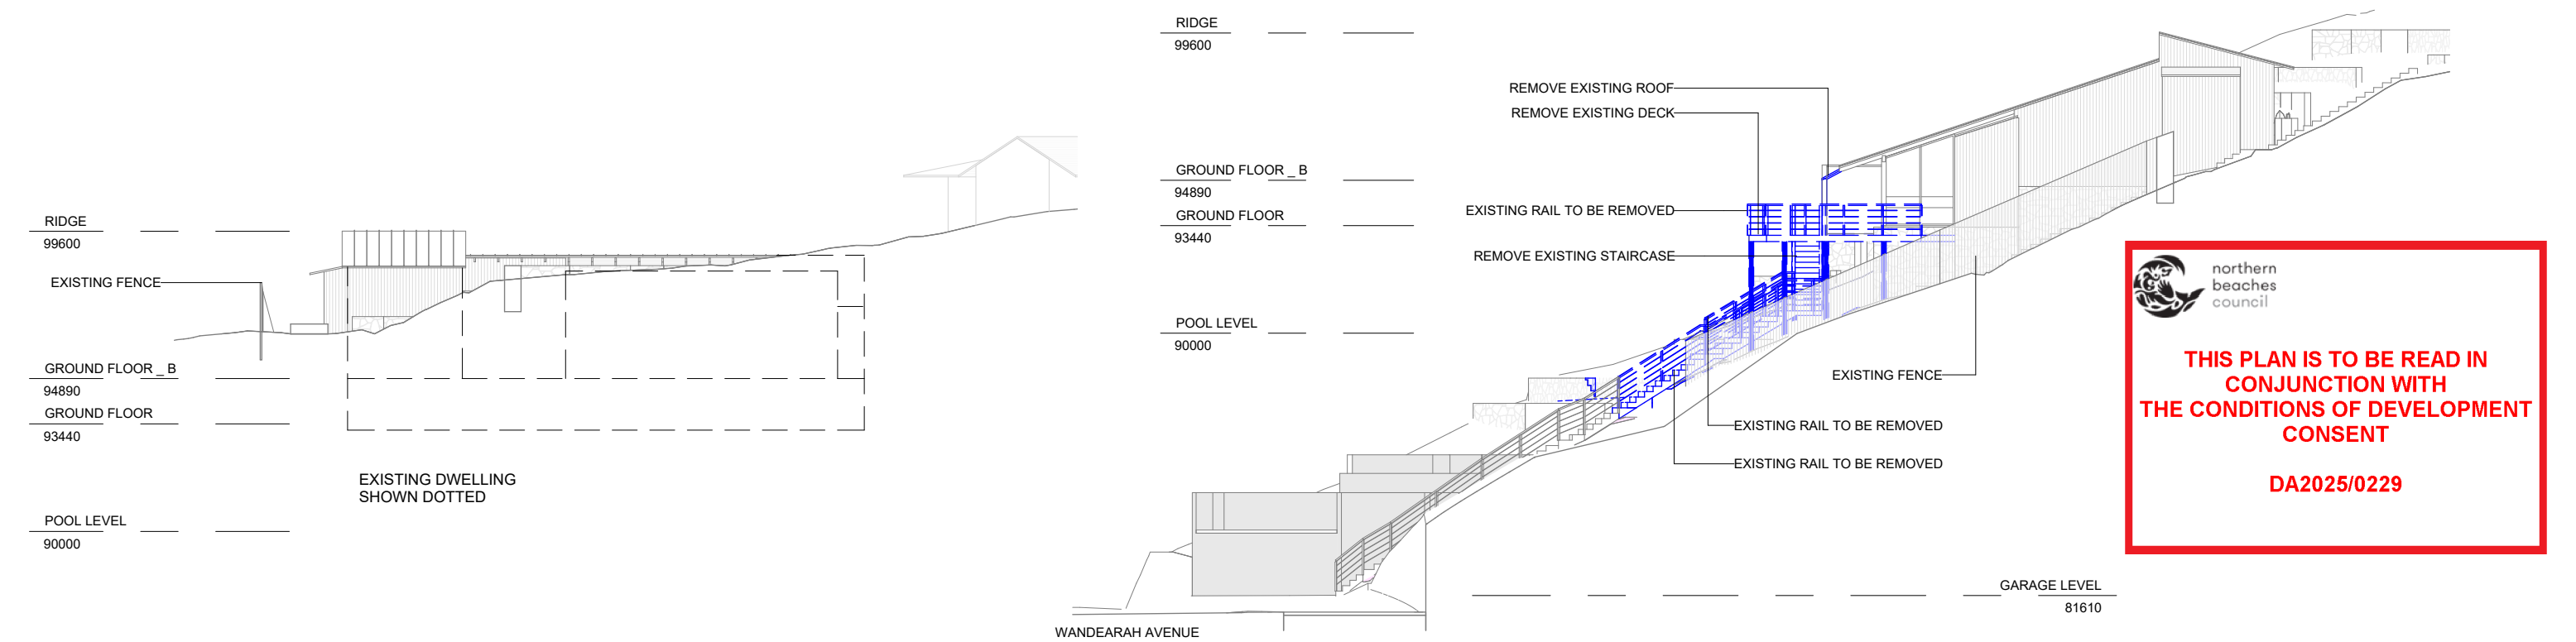 RIDGE
99600
EXISTING FENCE
GROUND FLOOR _ B
94890
GROUND FLOOR
93440
EXISTING DWELLING
SHOWN DOTTED
POOL LEVEL
90000
RIDGE
99600
REMOVE EXISTING ROOF
REMOVE EXISTING DECK
GROUND FLOOR _ B
94890
GROUND FLOOR
93440
EXISTING RAIL TO BE REMOVED
REMOVE EXISTING STAIRCASE
POOL LEVEL
90000
EXISTING FENCE
EXISTING RAIL TO BE REMOVED
EXISTING RAIL TO BE REMOVED
GARAGE LEVEL
81610
WANDEARAH AVENUE
northern
beaches
council
THIS PLAN IS TO BE READ IN
CONJUNCTION WITH
THE CONDITIONS OF DEVELOPMENT
CONSENT
DA2025/0229